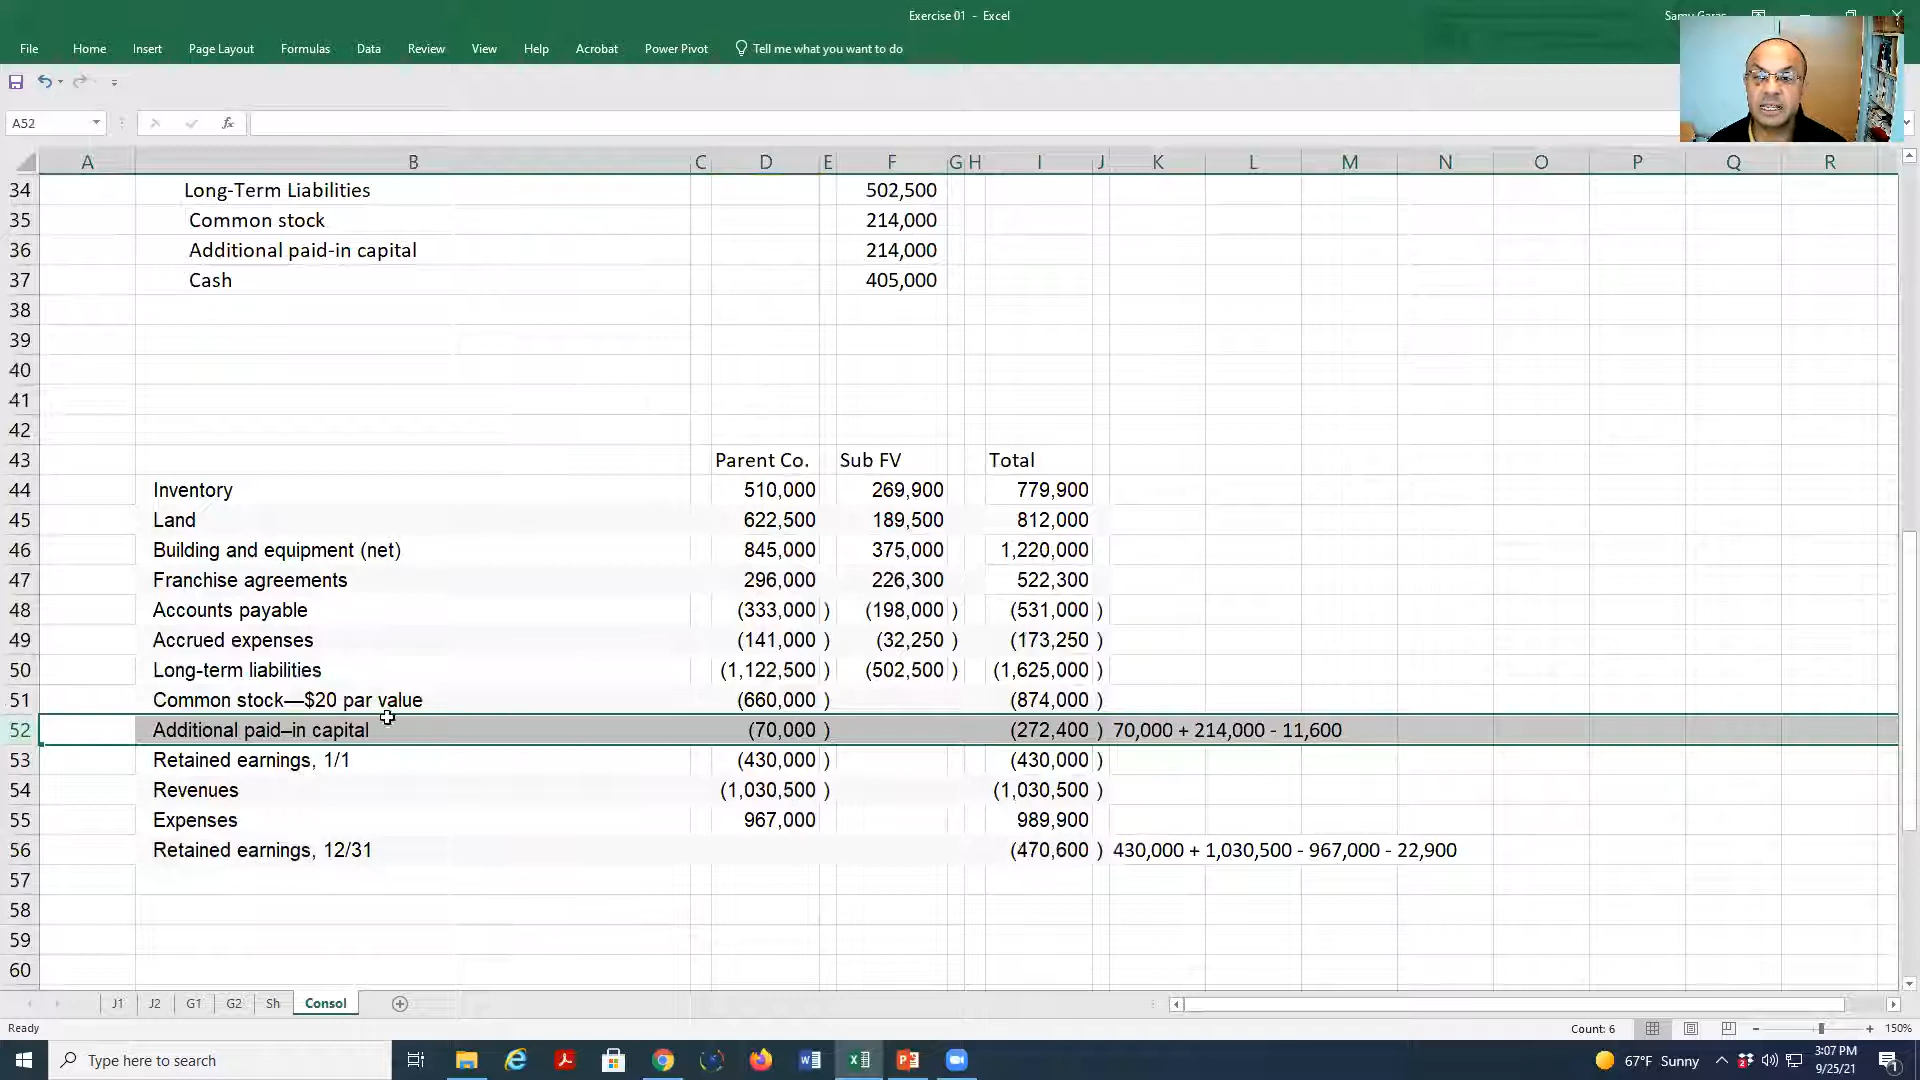 Exercise 01 - Excel
File Home Insert Page Layout Formulas Data Review View Help Acrobat Power Pivot Tell me what you want to do
A52 fx
A B C D E F G H I J K L M N O P Q R
34 Long-Term Liabilities 502,500
35 Common stock 214,000
36 Additional paid-in capital 214,000
37 Cash 405,000
38
39
40
41
42
43 Parent Co. Sub FV Total
44 Inventory 510,000 269,900 779,900
45 Land 622,500 189,500 812,000
46 Building and equipment (net) 845,000 375,000 1,220,000
47 Franchise agreements 296,000 226,300 522,300
48 Accounts payable (333,000 ) (198,000 ) (531,000 )
49 Accrued expenses (141,000 ) (32,250 ) (173,250 )
50 Long-term liabilities (1,122,500 ) (502,500 ) (1,625,000 )
51 Common stock—$20 par value (660,000 ) (874,000 )
52 Additional paid–in capital (70,000 ) (272,400 ) 70,000 + 214,000 - 11,600
53 Retained earnings, 1/1 (430,000 ) (430,000 )
54 Revenues (1,030,500 ) (1,030,500 )
55 Expenses 967,000 989,900
56 Retained earnings, 12/31 (470,600 ) 430,000 + 1,030,500 - 967,000 - 22,900
57
58
59
60
J1 J2 G1 G2 Sh Consol
Ready Count: 6 150%
Type here to search 67°F Sunny 3:07 PM
9/25/21